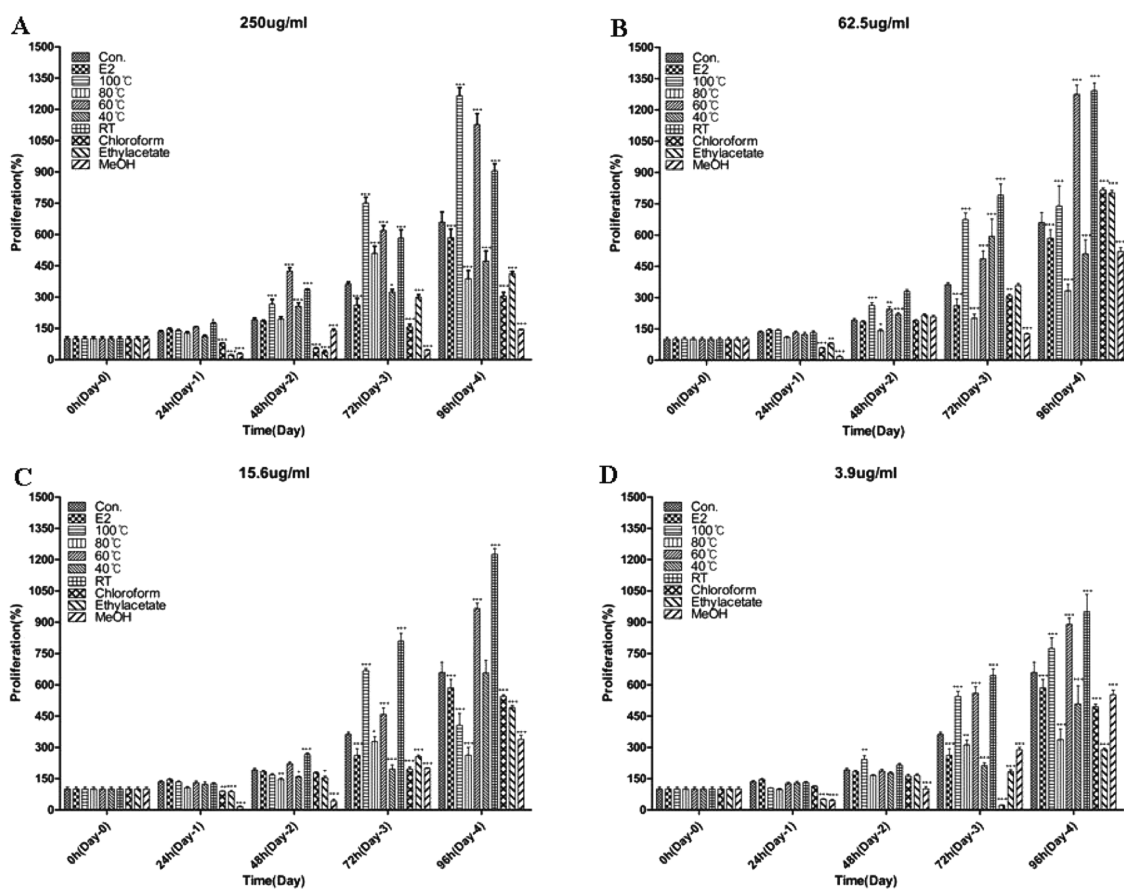 A
250ug/ml
1500
1350
1200
1050
900
750
600
450
300
150
0
Proliferation(%)
Con.
E2
100℃
80℃
60℃
40℃
RT
Chloroform
Ethylacetate
MeOH
0h(Day-0)
24h(Day-1)
48h(Day-2)
72h(Day-3)
96h(Day-4)
Time(Day)
B
62.5ug/ml
1500
1350
1200
1050
900
750
600
450
300
150
0
Proliferation(%)
Con.
E2
100℃
80℃
60℃
40℃
RT
Chloroform
Ethylacetate
MeOH
0h(Day-0)
24h(Day-1)
48h(Day-2)
72h(Day-3)
96h(Day-4)
Time(Day)
C
15.6ug/ml
1500
1350
1200
1050
900
750
600
450
300
150
0
Proliferation(%)
Con.
E2
100℃
80℃
60℃
40℃
RT
Chloroform
Ethylacetate
MeOH
0h(Day-0)
24h(Day-1)
48h(Day-2)
72h(Day-3)
96h(Day-4)
Time(Day)
D
3.9ug/ml
1500
1350
1200
1050
900
750
600
450
300
150
0
Proliferation(%)
Con.
E2
100℃
80℃
60℃
40℃
RT
Chloroform
Ethylacetate
MeOH
0h(Day-0)
24h(Day-1)
48h(Day-2)
72h(Day-3)
96h(Day-4)
Time(Day)